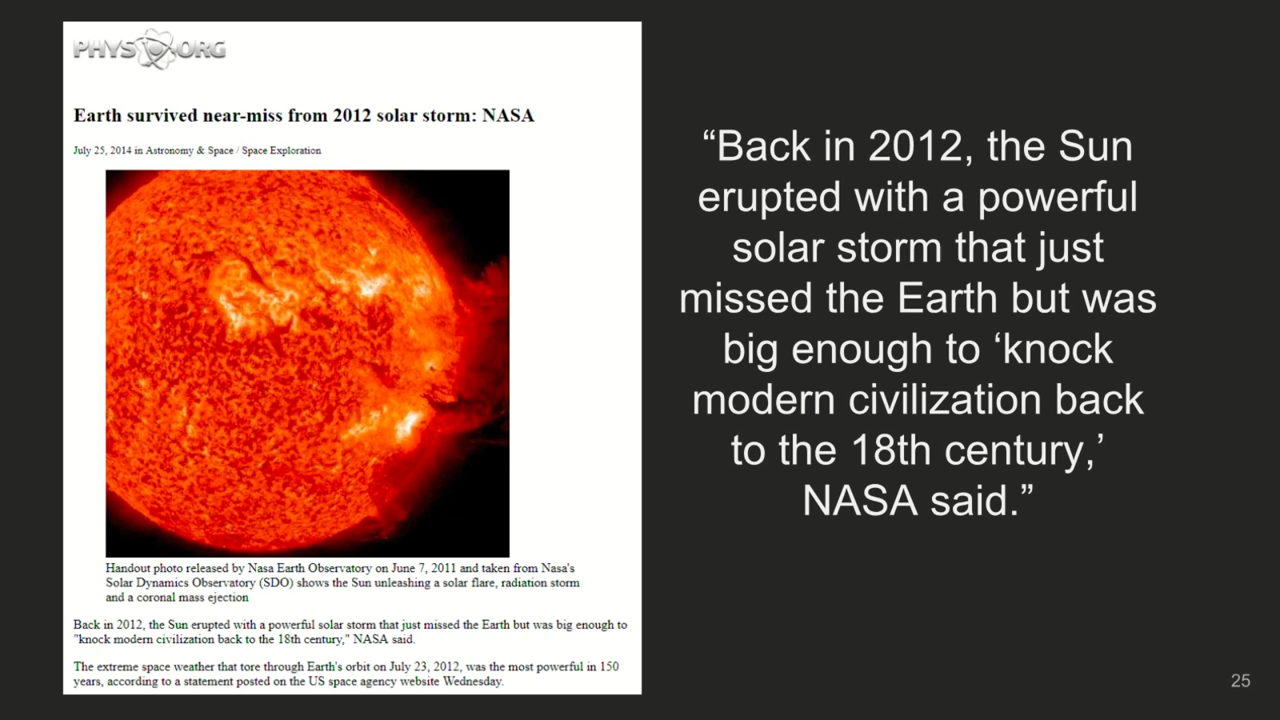 PHYS ORG
Earth survived near-miss from 2012 solar storm: NASA
July 25, 2014 in Astronomy & Space / Space Exploration
Handout photo released by Nasa Earth Observatory on June 7, 2011 and taken from Nasa's
Solar Dynamics Observatory (SDO) shows the Sun unleashing a solar flare, radiation storm
and a coronal mass ejection
Back in 2012, the Sun erupted with a powerful solar storm that just missed the Earth but was big enough to
"knock modern civilization back to the 18th century," NASA said.
The extreme space weather that tore through Earth's orbit on July 23, 2012, was the most powerful in 150
years, according to a statement posted on the US space agency website Wednesday.
“Back in 2012, the Sun
erupted with a powerful
solar storm that just
missed the Earth but was
big enough to ‘knock
modern civilization back
to the 18th century,’
NASA said.”
25